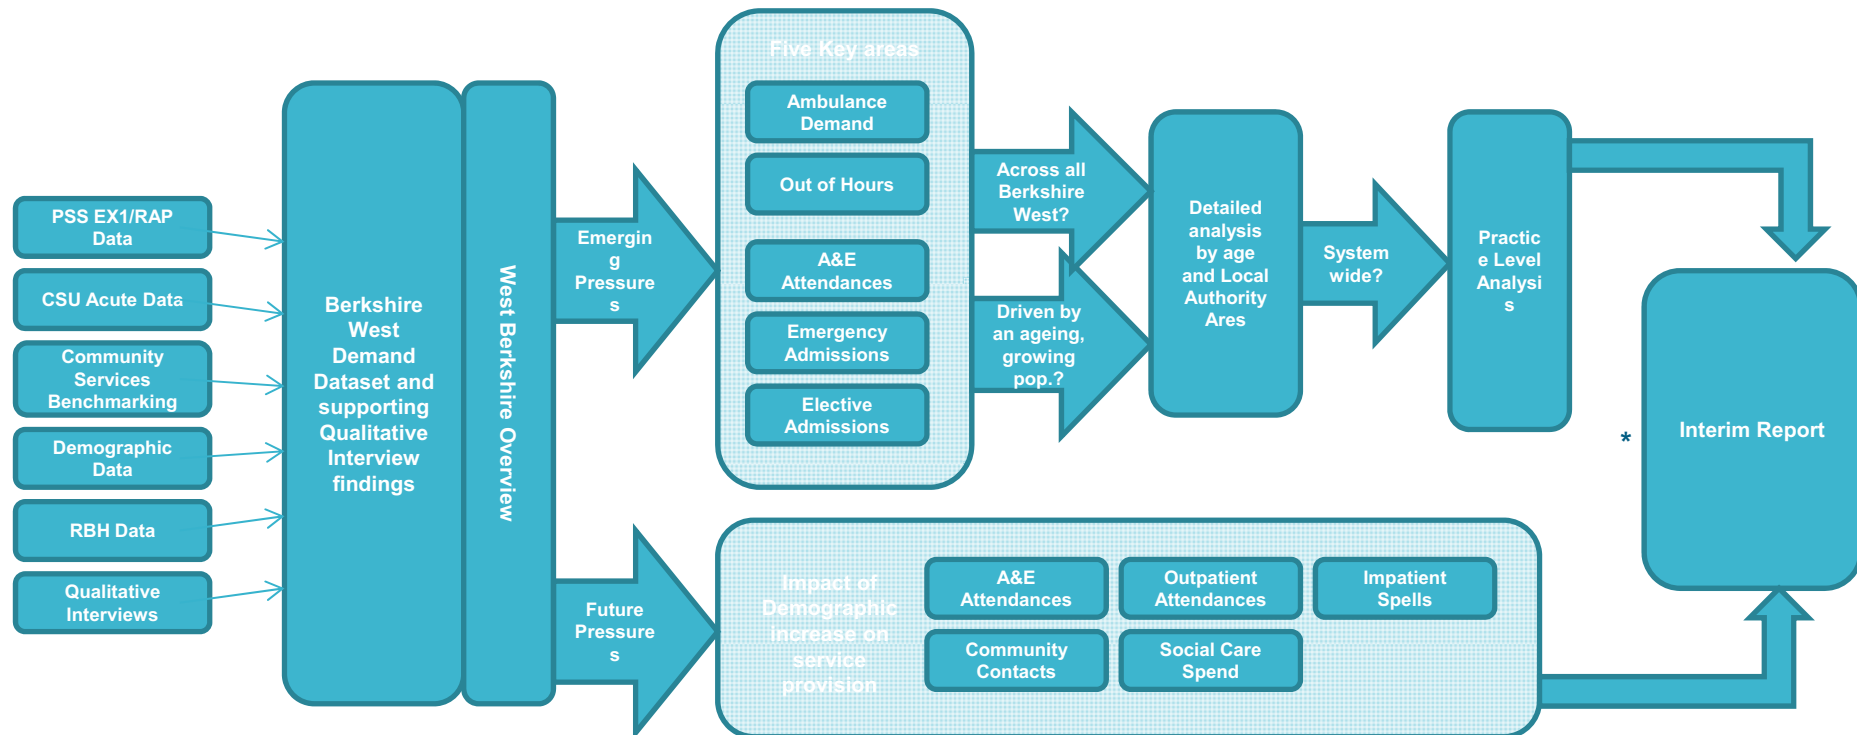 PSS EX1/RAP
Data
CSU Acute Data
Community
Services
Benchmarking
Demographic
Data
RBH Data
Qualitative
Interviews
Berkshire
West
Demand
Dataset and
supporting
Qualitative
Interview
findings
West Berkshire Overview
Emergin
g
Pressure
s
Future
Pressure
s
Five Key areas
Ambulance
Demand
Out of Hours
A&E
Attendances
Emergency
Admissions
Elective
Admissions
Across all
Berkshire
West?
Driven by
an ageing,
growing
pop.?
Detailed
analysis
by age
and Local
Authority
Ares
System
wide?
Practic
e Level
Analysi
s
*
Interim Report
Impact of
Demographic
increase on
service
provision
A&E
Attendances
Outpatient
Attendances
Impatient
Spells
Community
Contacts
Social Care
Spend